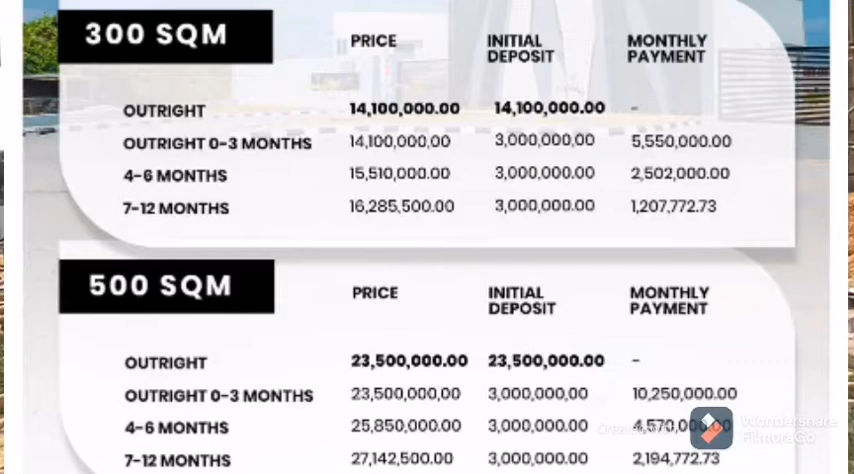 300 SQM
PRICE INITIAL DEPOSIT MONTHLY PAYMENT
OUTRIGHT 14,100,000.00 14,100,000.00 -
OUTRIGHT 0-3 MONTHS 14,100,000,00 3,000,000,00 5,550,000.00
4-6 MONTHS 15,510,000.00 3,000,000.00 2,502,000.00
7-12 MONTHS 16,285,500.00 3,000,000.00 1,207,772.73
500 SQM
PRICE INITIAL DEPOSIT MONTHLY PAYMENT
OUTRIGHT 23,500,000.00 23,500,000.00 -
OUTRIGHT 0-3 MONTHS 23,500,000,00 3,000,000,00 10,250,000.00
4-6 MONTHS 25,850,000.00 3,000,000.00 4,570,000.00
7-12 MONTHS 27,142,500.00 3,000,000.00 2,194,772.73
Wondershare
FilmoraGo